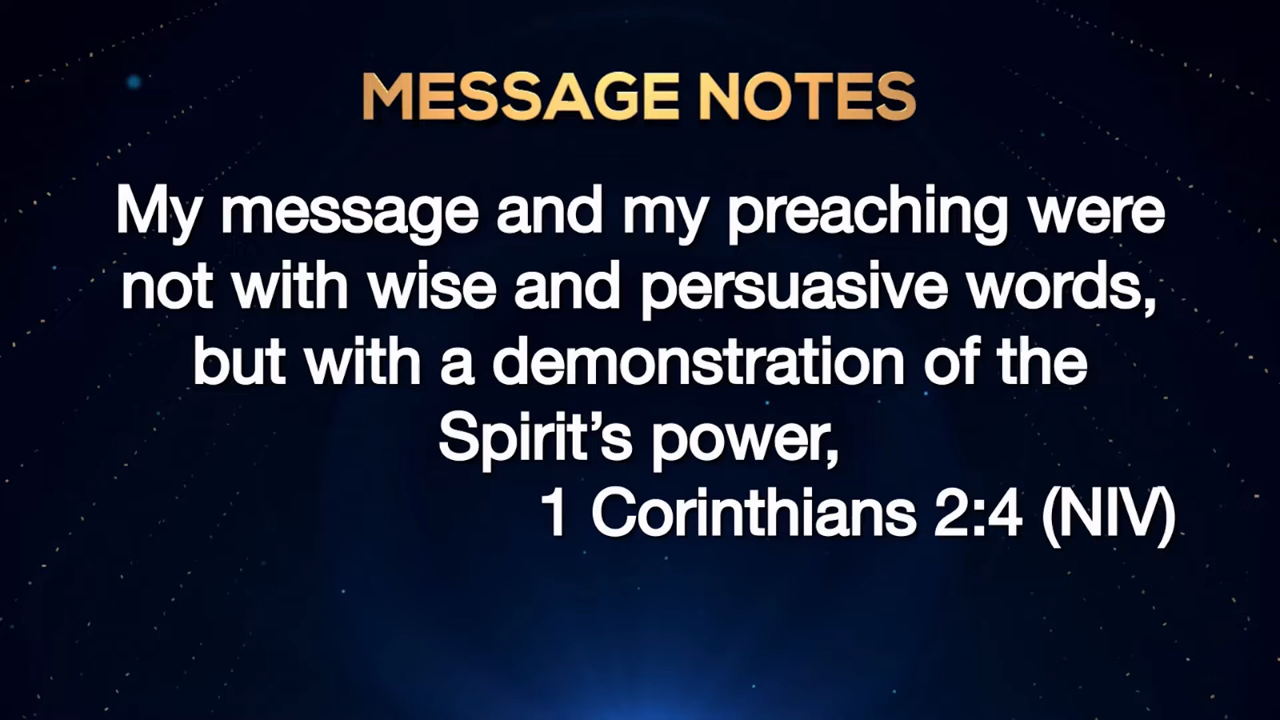 MESSAGE NOTES
My message and my preaching were
not with wise and persuasive words,
but with a demonstration of the
Spirit’s power,
1 Corinthians 2:4 (NIV)